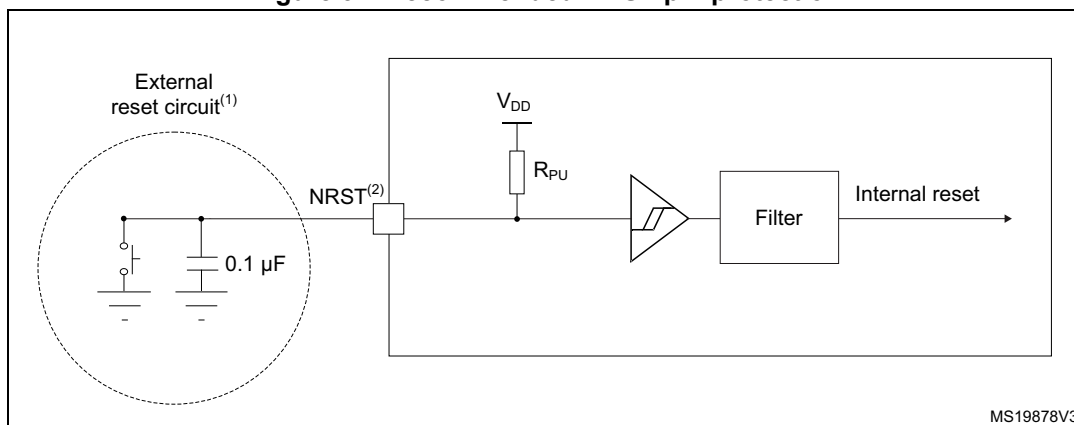 External
reset circuit(1)
VDD
RPU
NRST(2)
Filter
Internal reset
0.1 µF
MS19878V3